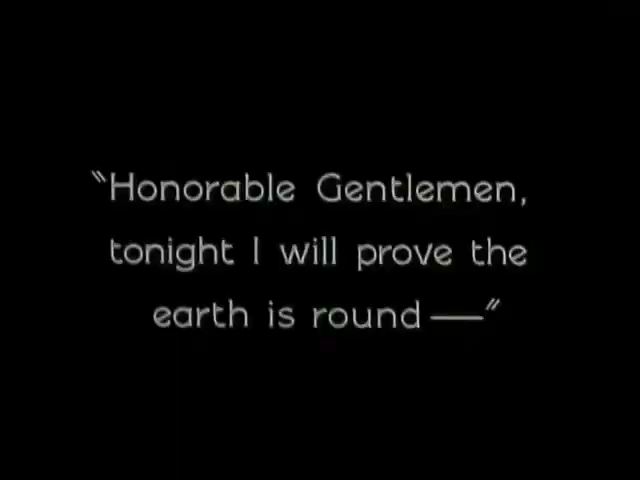 "Honorable Gentlemen,
tonight I will prove the
earth is round—"